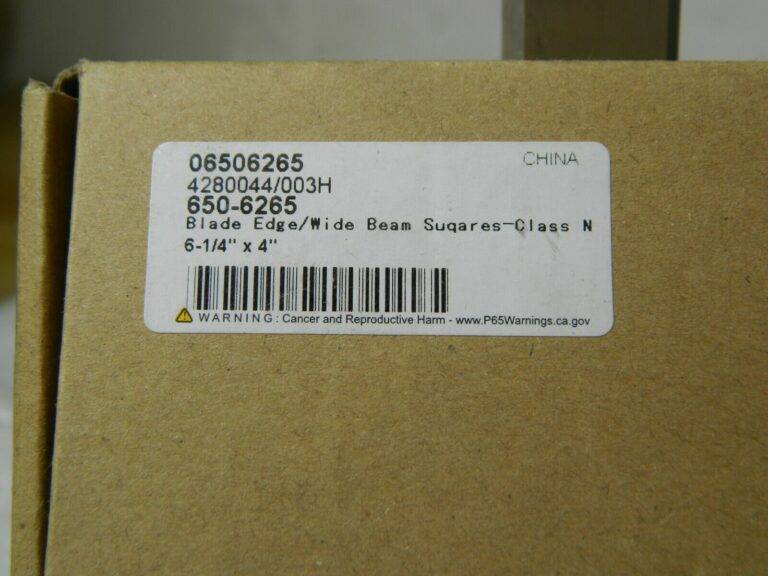 06506265
CHINA
4280044/003H
650-6265
Blade Edge/Wide Beam Suqares-Class N
6-1/4" x 4"
WARNING: Cancer and Reproductive Harm - www.P65Warnings.ca.gov